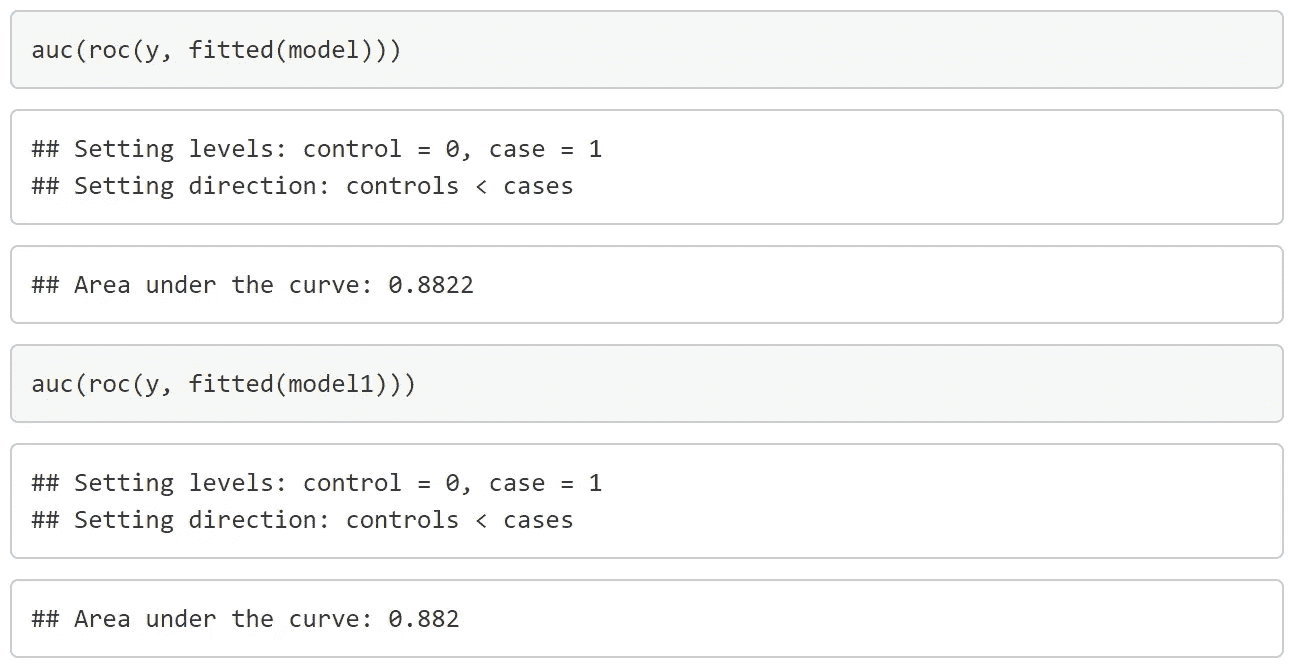 auc(roc(y, fitted(model)))
## Setting levels: control = 0, case = 1
## Setting direction: controls < cases
## Area under the curve: 0.8822
auc(roc(y, fitted(model1)))
## Setting levels: control = 0, case = 1
## Setting direction: controls < cases
## Area under the curve: 0.882